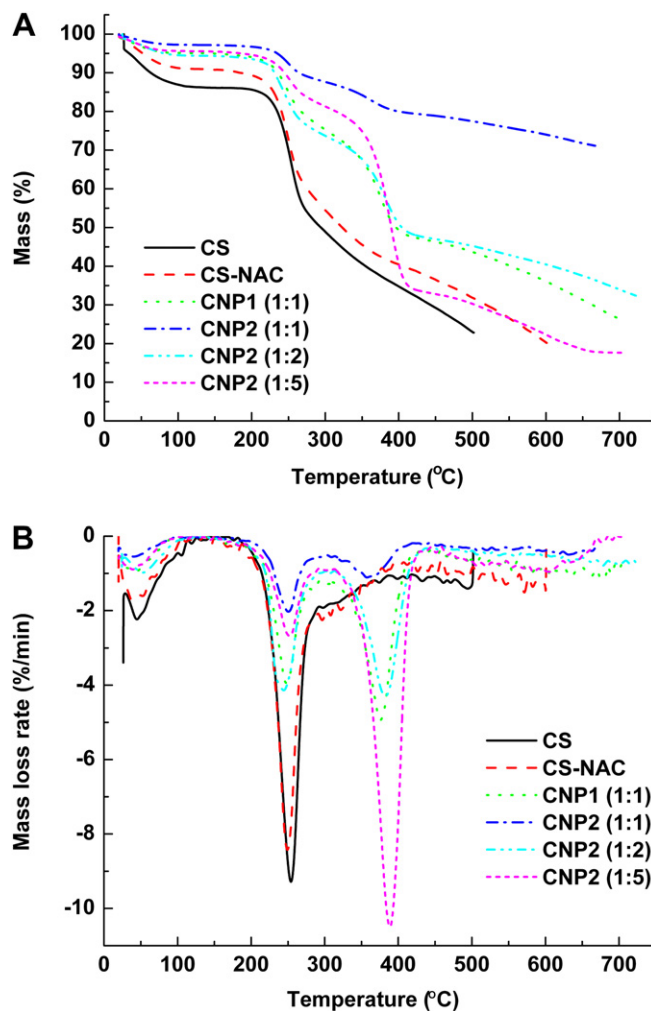 A
100
90
80
70
60
50
40
30
20
10
0
Mass (%)
CS
CS-NAC
CNP1 (1:1)
CNP2 (1:1)
CNP2 (1:2)
CNP2 (1:5)
0 100 200 300 400 500 600 700
Temperature (°C)
B
0
-2
-4
-6
-8
-10
Mass loss rate (%/min)
CS
CS-NAC
CNP1 (1:1)
CNP2 (1:1)
CNP2 (1:2)
CNP2 (1:5)
0 100 200 300 400 500 600 700
Temperature (°C)